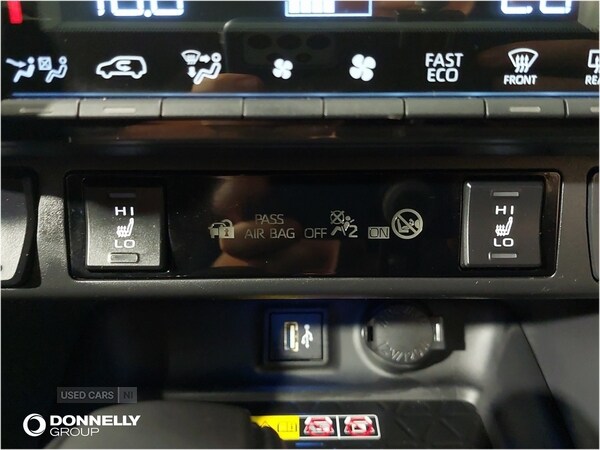 FAST
ECO
FRONT
HI
LO
PASS
AIR BAG OFF
2
ON
HI
LO
USED CARS NI
DONNELLY
GROUP